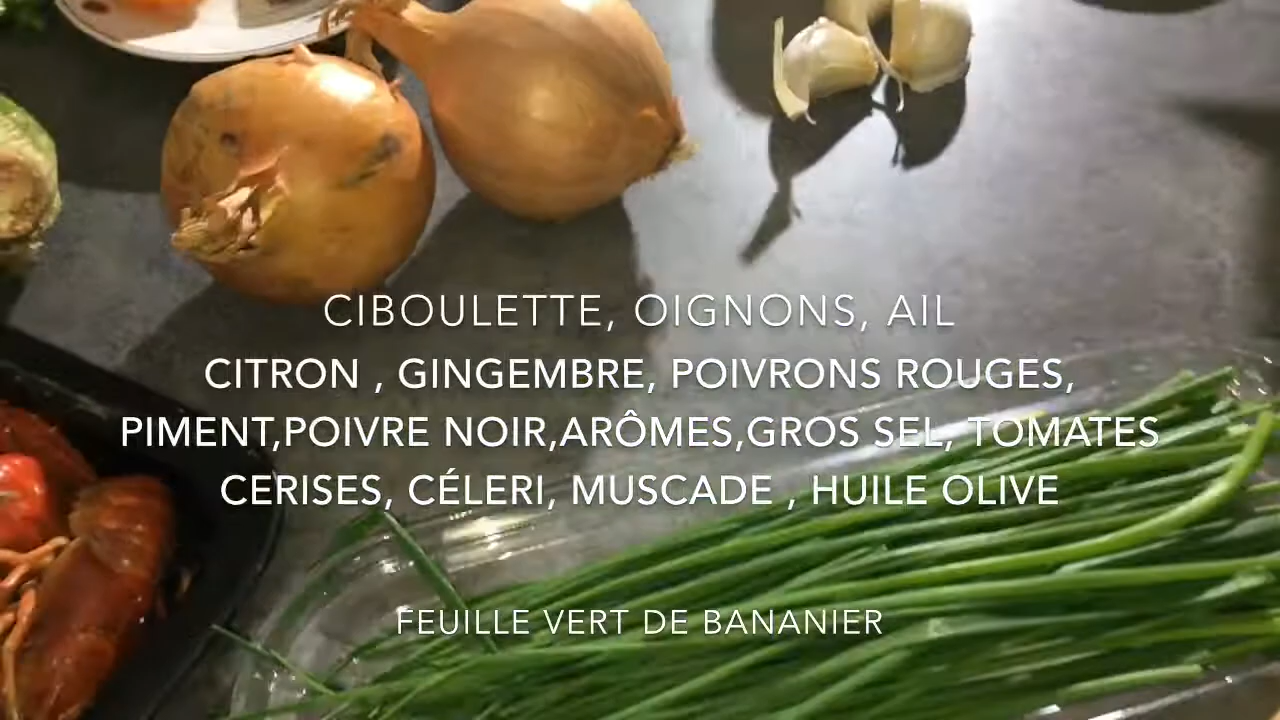 CIBOULETTE, OIGNONS, AIL
CITRON , GINGEMBRE, POIVRONS ROUGES,
PIMENT,POIVRE NOIR,ARÔMES,GROS SEL, TOMATES
CERISES, CÉLERI, MUSCADE , HUILE OLIVE
FEUILLE VERT DE BANANIER